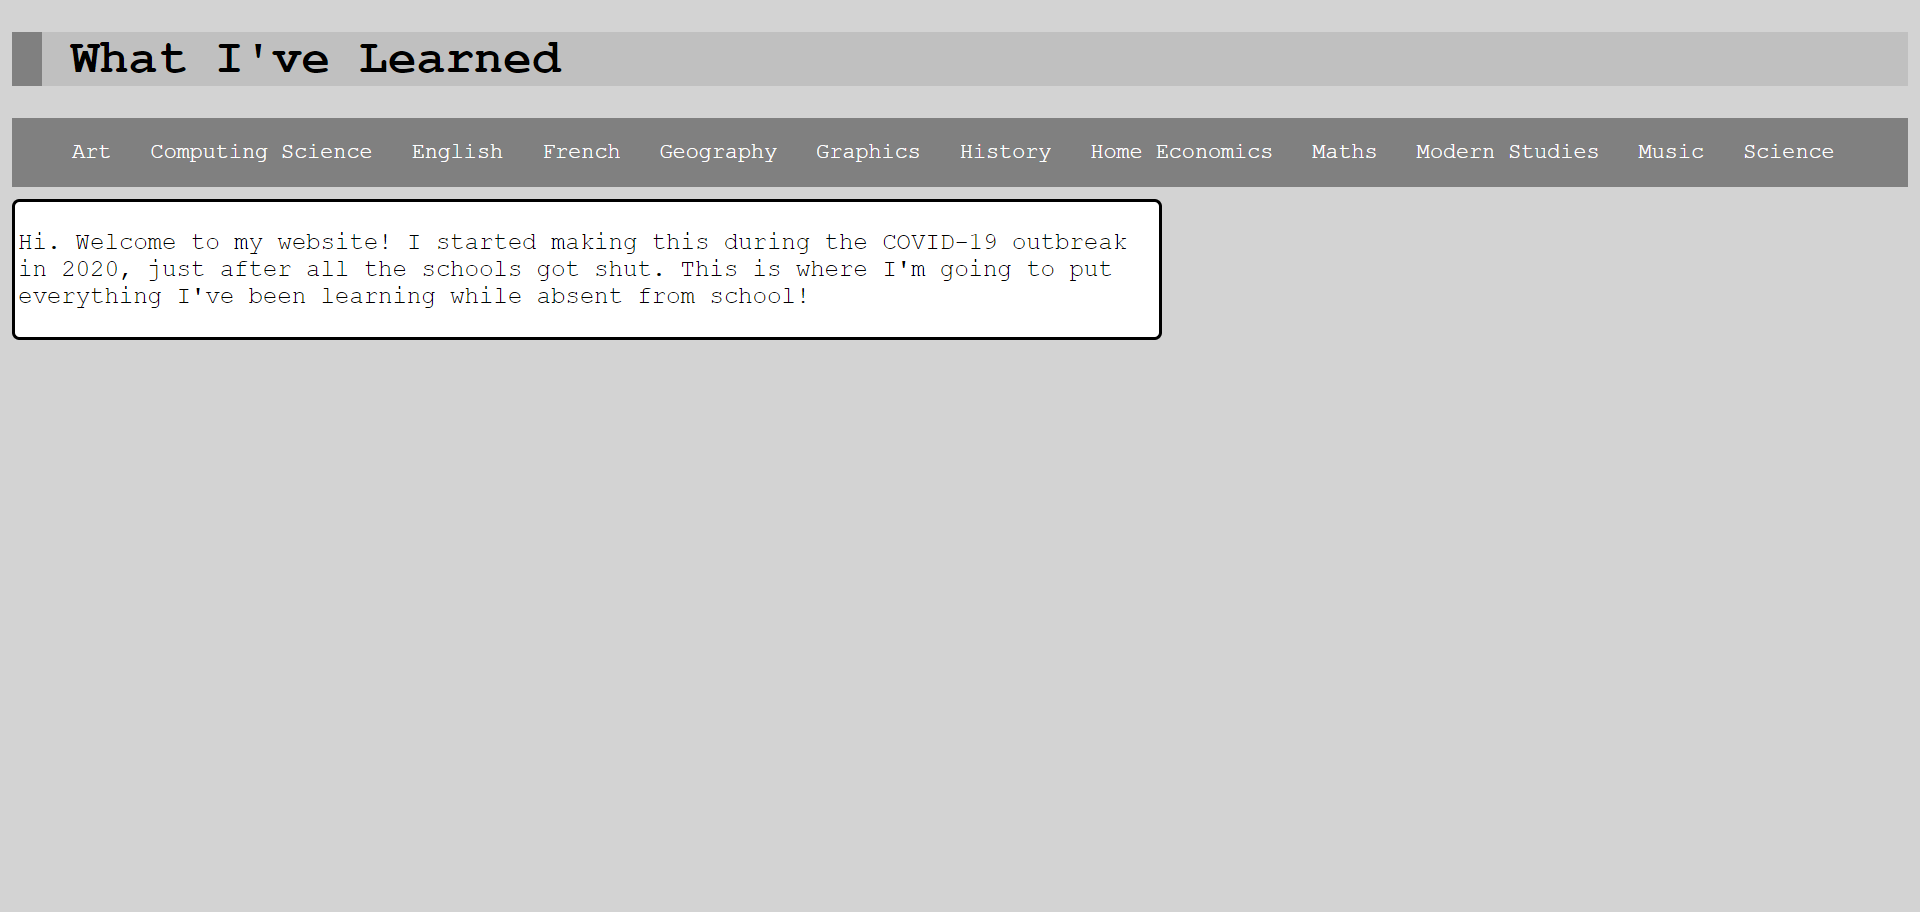 What I've Learned
Art Computing Science English French Geography Graphics History Home Economics Maths Modern Studies Music Science
Hi. Welcome to my website! I started making this during the COVID-19 outbreak
in 2020, just after all the schools got shut. This is where I'm going to put
everything I've been learning while absent from school!